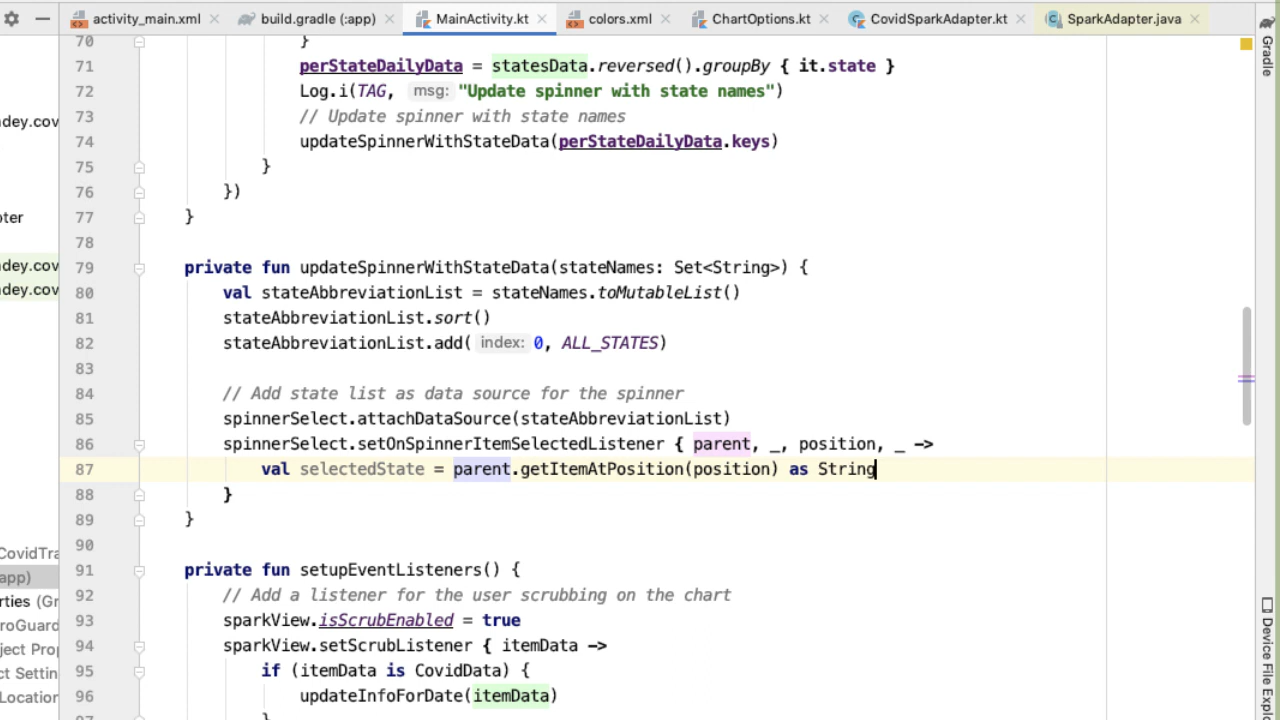 activity_main.xml build.gradle (:app) MainActivity.kt colors.xml ChartOptions.kt CovidSparkAdapter.kt SparkAdapter.java
70 }
71 perStateDailyData = statesData.reversed().groupBy { it.state }
72 Log.i(TAG, msg: "Update spinner with state names")
73 // Update spinner with state names
74 updateSpinnerWithStateData(perStateDailyData.keys)
75 }
76 })
77 }
78
79 private fun updateSpinnerWithStateData(stateNames: Set<String>) {
80 val stateAbbreviationList = stateNames.toMutableList()
81 stateAbbreviationList.sort()
82 stateAbbreviationList.add( index: 0, ALL_STATES)
83
84 // Add state list as data source for the spinner
85 spinnerSelect.attachDataSource(stateAbbreviationList)
86 spinnerSelect.setOnSpinnerItemSelectedListener { parent, _, position, _ ->
87 val selectedState = parent.getItemAtPosition(position) as String
88 }
89 }
90
91 private fun setupEventListeners() {
92 // Add a listener for the user scrubbing on the chart
93 sparkView.isScrubEnabled = true
94 sparkView.setScrubListener { itemData ->
95 if (itemData is CovidData) {
96 updateInfoForDate(itemData)
97 }
ndey.cov
pter
ndey.cov
ndey.cov
CovidTra
app)
rties (Gr
roGuard
ject Prop
ct Settin
Location
Gradle
Device File Explo